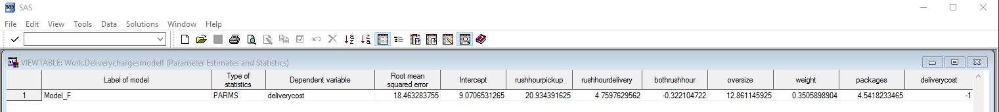 sas SAS
File Edit View Tools Data Solutions Window Help
VIEWTABLE: Work.Deliverychargesmodelf (Parameter Estimates and Statistics)
Label of model Type of statistics Dependent variable Root mean squared error Intercept rushhourpickup rushhourdelivery bothrushhour oversize weight packages deliverycost
1 Model_F PARMS deliverycost 18.463283755 9.0706531265 20.934391625 4.7597629562 -0.322104722 12.861145925 0.3505898904 4.5418233465 -1